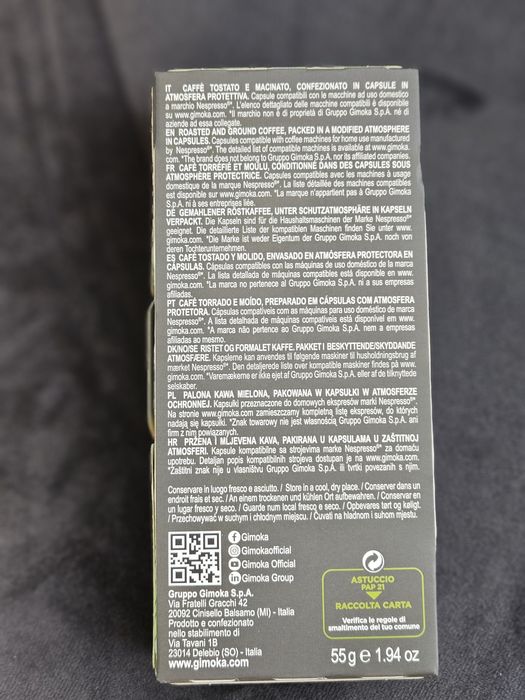 IT CAFFÈ TOSTATO E MACINATO, CONFEZIONATO IN CAPSULE IN
ATMOSFERA PROTETTIVA. Capsule compatibili con le macchine ad uso domestico
a marchio Nespresso®*. L'elenco dettagliato delle macchine compatibili è disponibile
su www.gimoka.com. *Il marchio non è di proprietà di Gruppo Gimoka S.p.A. né di
aziende ad essa collegate.
EN ROASTED AND GROUND COFFEE, PACKED IN A MODIFIED ATMOSPHERE
IN CAPSULES. Capsules compatible with coffee machines for home use manufactured
by Nespresso®*. The detailed list of compatible machines is available at www.gimoka.
com. *The brand does not belong to Gruppo Gimoka S.p.A. nor its affiliated companies.
FR CAFÉ TORRÉFIÉ ET MOULU, CONDITIONNÉ DANS DES CAPSULES SOUS
ATMOSPHÈRE PROTECTRICE. Capsules compatibles avec les machines à usage
domestique de la marque Nespresso®*. La liste détaillée des machines compatibles
est disponible sur www.gimoka.com. *La marque n'appartient pas à Gruppo Gimoka
S.p.A. ni à ses entreprises liée.
DE GEMAHLENER RÖSTKAFFEE, UNTER SCHUTZATMOSPHÄRE IN KAPSELN
VERPACKT. Die Kapseln sind für die Haushaltsmaschinen der Marke Nespresso®*
geeignet. Die detaillierte Liste der kompatiblen Maschinen finden Sie unter www.
gimoka.com. *Die Marke ist weder Eigentum der Gruppo Gimoka S.p.A. noch von
deren Tochterunternehmen.
ES CAFÉ TOSTADO Y MOLIDO, ENVASADO EN ATMÓSFERA PROTECTORA EN
CÁPSULAS. Cápsulas compatibles con las máquinas de uso doméstico de la marca
Nespresso®*. La lista detallada de máquinas compatibles está disponible en www.
gimoka.com. *La marca no pertenece al Gruppo Gimoka S.p.A. ni a sus empresas
afiliadas.
PT CAFÉ TORRADO E MOÍDO, PREPARADO EM CÁPSULAS COM ATMOSFERA
PROTETORA. Cápsulas compatíveis com as máquinas para uso doméstico de marca
Nespresso®*. A lista detalhada de máquinas compatíveis está disponível em www.
gimoka.com. *A marca não pertence ao Gruppo Gimoka S.p.A. nem a empresas
afiliadas ao mesmo.
DK/NO/SE RISTET OG FORMALET KAFFE. PAKKET I BESKYTTENDE/SKYDDANDE
ATMOSFÆRE. Kapslerne kan anvendes til følgende maskiner til husholdningsbrug af
mærket Nespresso®*. Den detaljerede liste over kompatible maskiner findes på www.
gimoka.com. *Varemækerne er ikke ejet af Gruppo Gimoka S.p.A. eller af de tilknyttede
selskaber.
PL PALONA KAWA MIELONA, PAKOWANA W KAPSUŁKI W ATMOSFERZE
OCHRONNEJ. Kapsułki przeznaczone do domowych ekspresów marki Nespresso®*.
Na stronie www.gimoka.com zamieszczamy kompletną listę ekspresów, do których
nadają się kapsułki. *Znak towarowy nie jest własnością Gruppo Gimoka S.p.A. ani
firm z nim powiązanych.
HR PRŽENA I MLJEVENA KAVA, PAKIRANA U KAPSULAMA U ZAŠTITNOJ
ATMOSFERI. Kapsule kompatibilne sa strojevima marke Nespresso®* za domaću
upotrebu. Detaljan popis kompatibilnih strojeva dostupan je na www.gimoka.com.
*Zaštitni znak nije u vlasništvu Gruppo Gimoka S.p.A. ili tvrtki povezanih s njim.
Conservare in luogo fresco e asciutto. / Store in a cool, dry place. / Conserver dans un
endroit frais et sec. / An einem trockenen und kühlen Ort aufbewahren. / Conservar en
un lugar fresco y seco. / Guarde num local fresco e seco. / Opbevares tørt og køligt.
/ Przechowywać w suchym i chłodnym miejscu. / Čuvati na hladnom i suhom mjestu.
Gimoka
Gimokaofficial
Gimoka Official
Gimoka Group
Gruppo Gimoka S.p.A.
Via Fratelli Gracchi 42
20092 Cinisello Balsamo (MI) - Italia
Prodotto e confezionato
nello stabilimento di
Via Tavani 1B
23014 Delebio (SO) - Italia
www.gimoka.com
ASTUCCIO
PAP 21
RACCOLTA CARTA
Verifica le regole di
smaltimento del tuo comune
55g e 1.94 oz